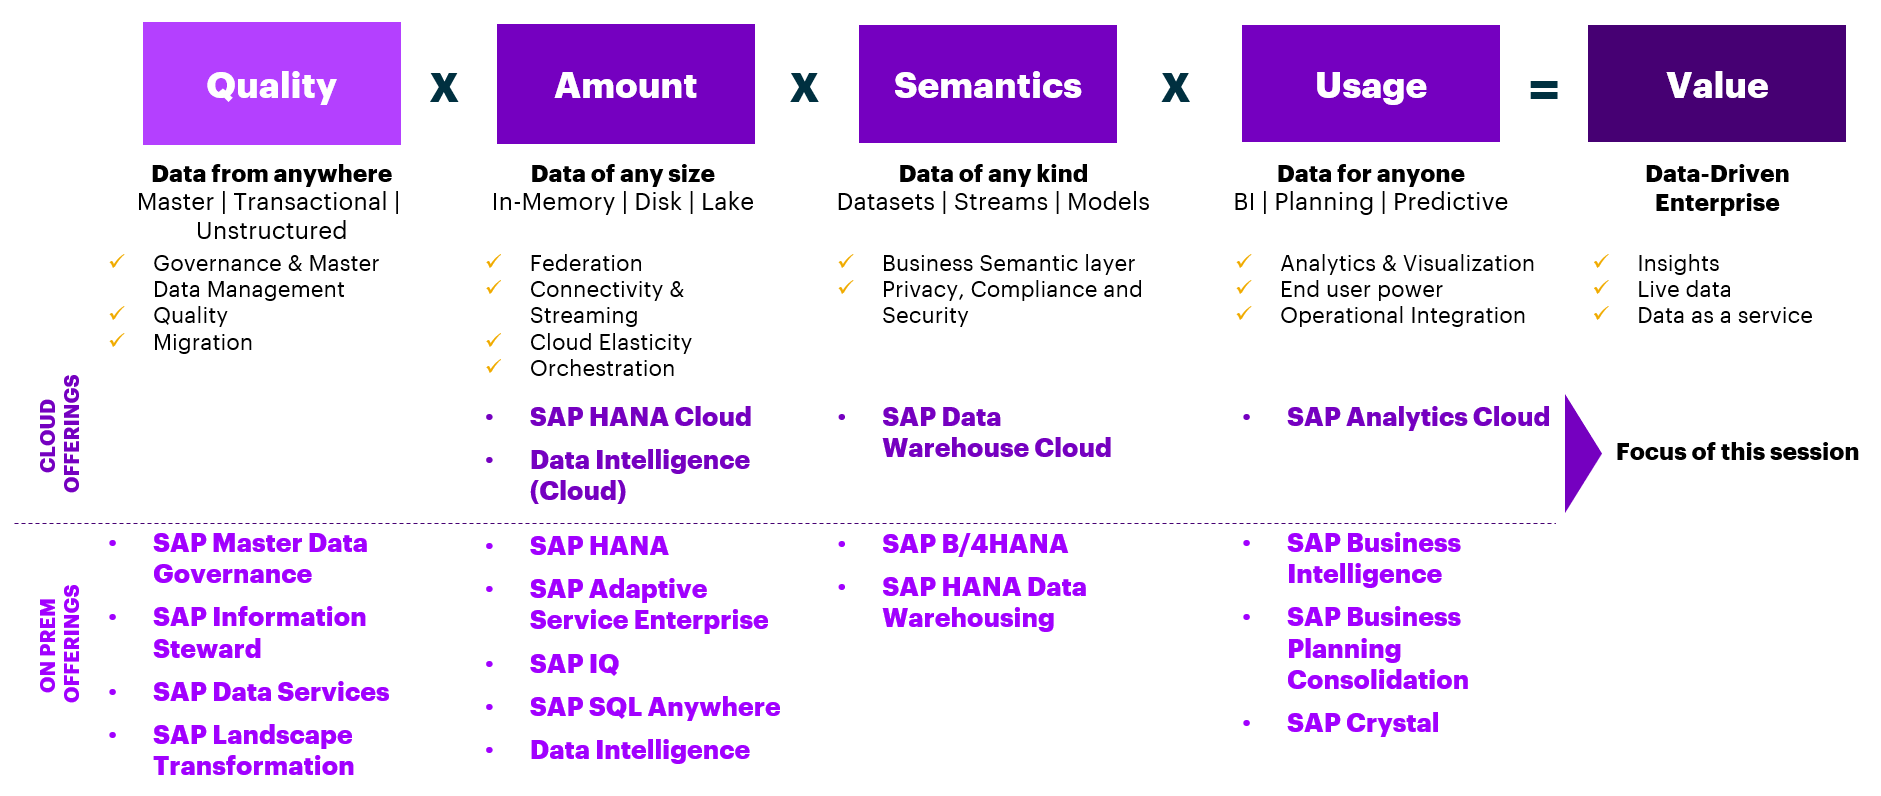 Quality X Amount X Semantics X Usage = Value
Data from anywhere
Master | Transactional |
Unstructured
Governance & Master
Data Management
Quality
Migration
Data of any size
In-Memory | Disk | Lake
Federation
Connectivity &
Streaming
Cloud Elasticity
Orchestration
Data of any kind
Datasets | Streams | Models
Business Semantic layer
Privacy, Compliance and
Security
Data for anyone
BI | Planning | Predictive
Analytics & Visualization
End user power
Operational Integration
Data-Driven
Enterprise
Insights
Live data
Data as a service
CLOUD
OFFERINGS
SAP HANA Cloud
Data Intelligence
(Cloud)
SAP Data
Warehouse Cloud
SAP Analytics Cloud
Focus of this session
ON PREM
OFFERINGS
SAP Master Data
Governance
SAP Information
Steward
SAP Data Services
SAP Landscape
Transformation
SAP HANA
SAP Adaptive
Service Enterprise
SAP IQ
SAP SQL Anywhere
Data Intelligence
SAP B/4HANA
SAP HANA Data
Warehousing
SAP Business
Intelligence
SAP Business
Planning
Consolidation
SAP Crystal